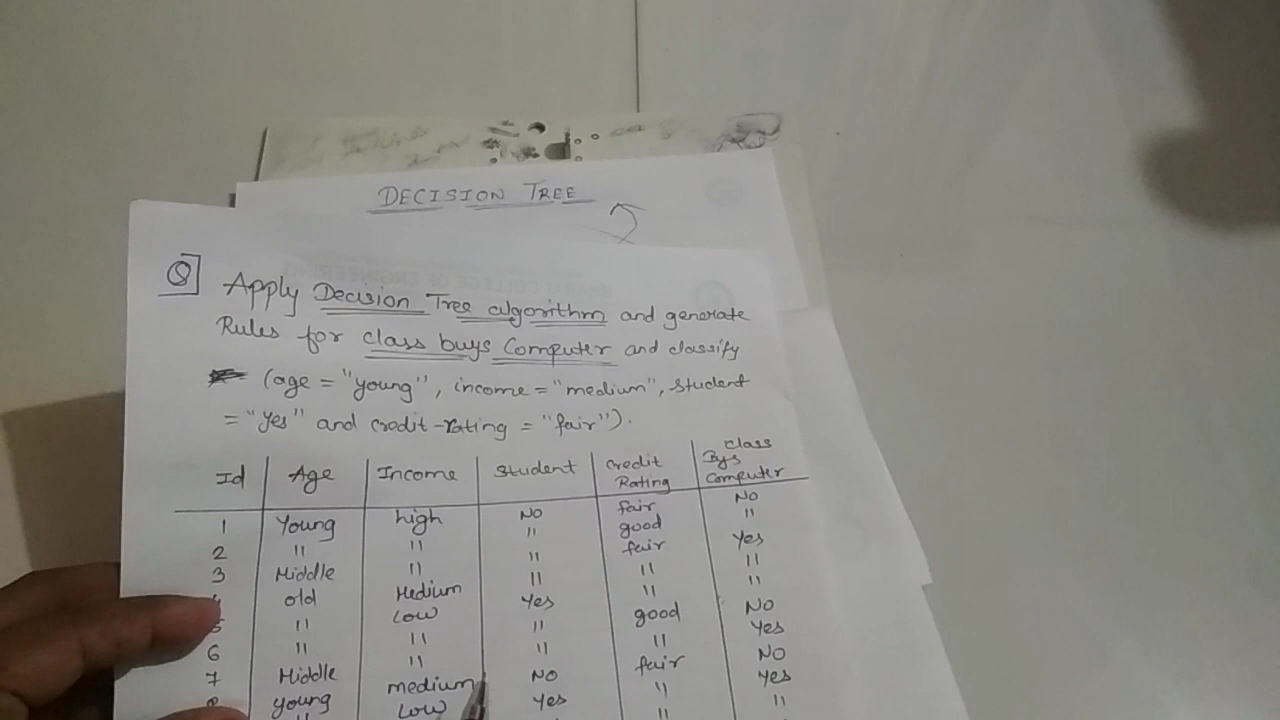 DECISION TREE
Q] Apply Decision Tree algorithm and generate
Rules for class buys Computer and classify
(age = "young", income = "medium", student
= "Yes" and credit-rating = "fair").
Id Age Income Student Credit Rating class Bys Computer
1 Young high No fair No
2 " " " good "
3 Middle " " fair Yes
4 old Medium " " "
5 " Low Yes " "
6 " " " good No
7 Middle " " " Yes
8 young medium No fair No
" Low Yes " Yes
" "